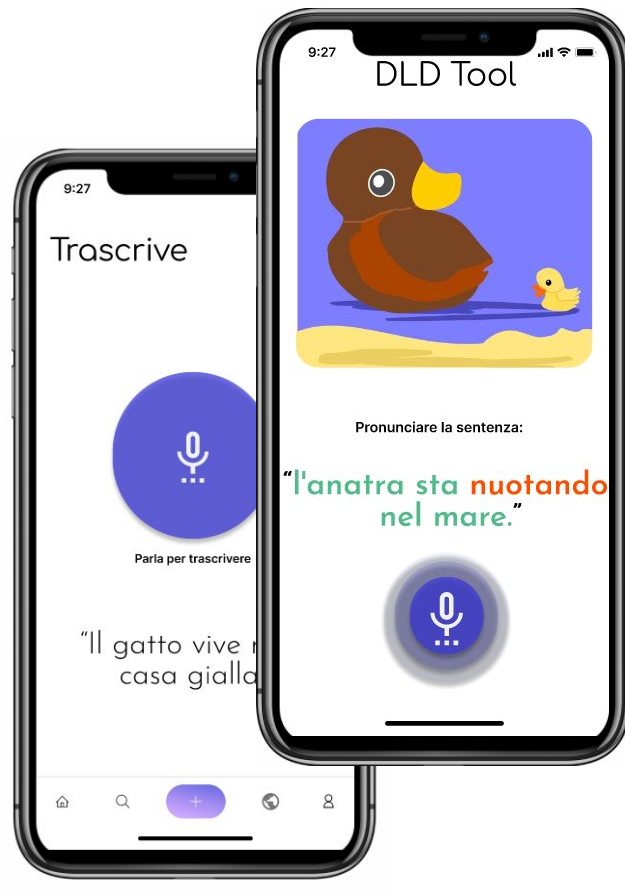 9:27
Trascrive
Parla per trascrivere
“Il gatto vive
casa gialla
9:27
DLD Tool
Pronunciare la sentenza:
“l'anatra sta nuotando
nel mare.”